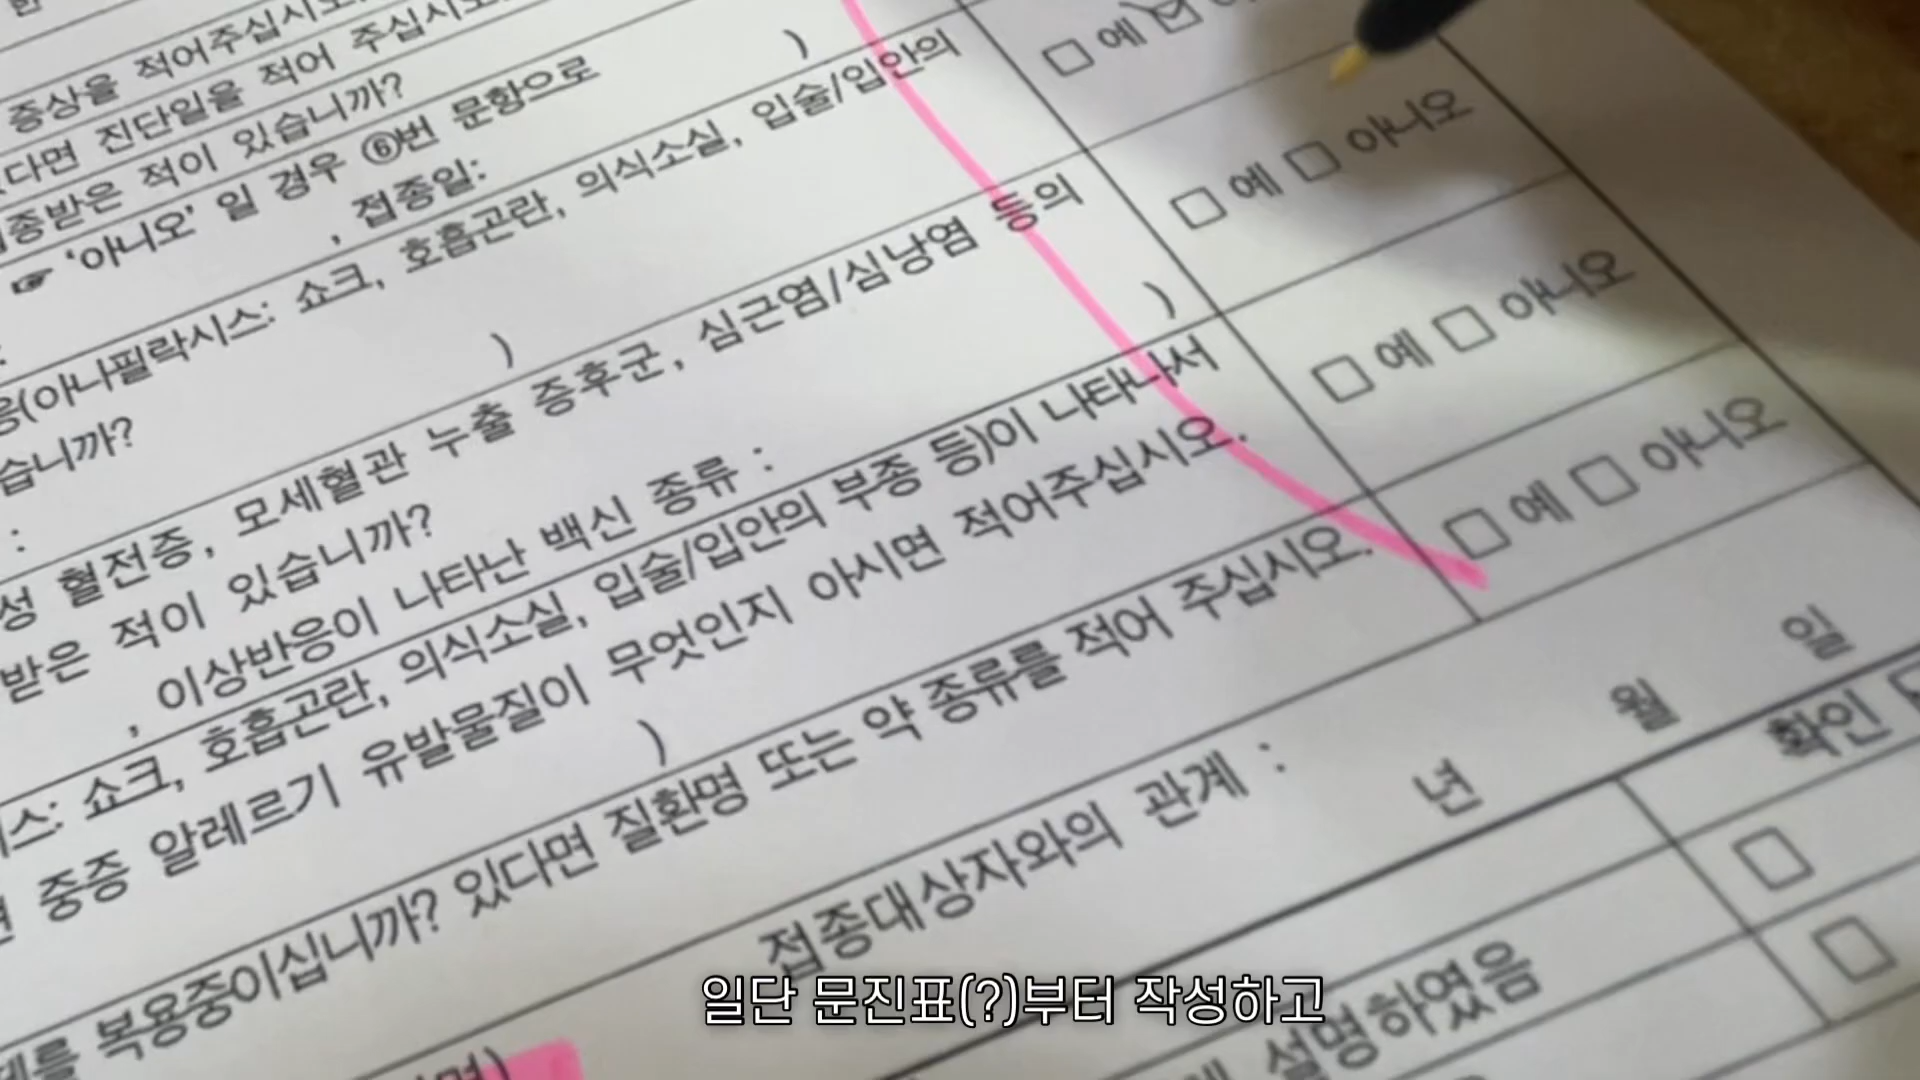 증상을 적어주십시오.
다면 진단일을 적어 주십시오.
종받은 적이 있습니까?
☞ ‘아니오’ 일 경우 ⑥번 문항으로
, 접종일: )
□ 예 ☑
(아나필락시스: 쇼크, 호흡곤란, 의식소실, 입술/입안의
습니까?
: )
□ 예 □ 아니오
성 혈전증, 모세혈관 누출 증후군, 심근염/심낭염 등의
받은 적이 있습니까?
, 이상반응이 나타난 백신 종류 : )
□ 예 □ 아니오
스: 쇼크, 호흡곤란, 의식소실, 입술/입안의 부종 등)이 나타나서
중증 알레르기 유발물질이 무엇인지 아시면 적어주십시오.
)
□ 예 □ 아니오
를 복용중이십니까? 있다면 질환명 또는 약 종류를 적어 주십시오.
접종대상자와의 관계 :
년 월 일
확인
□
설명하였음 □
일단 문진표(?)부터 작성하고